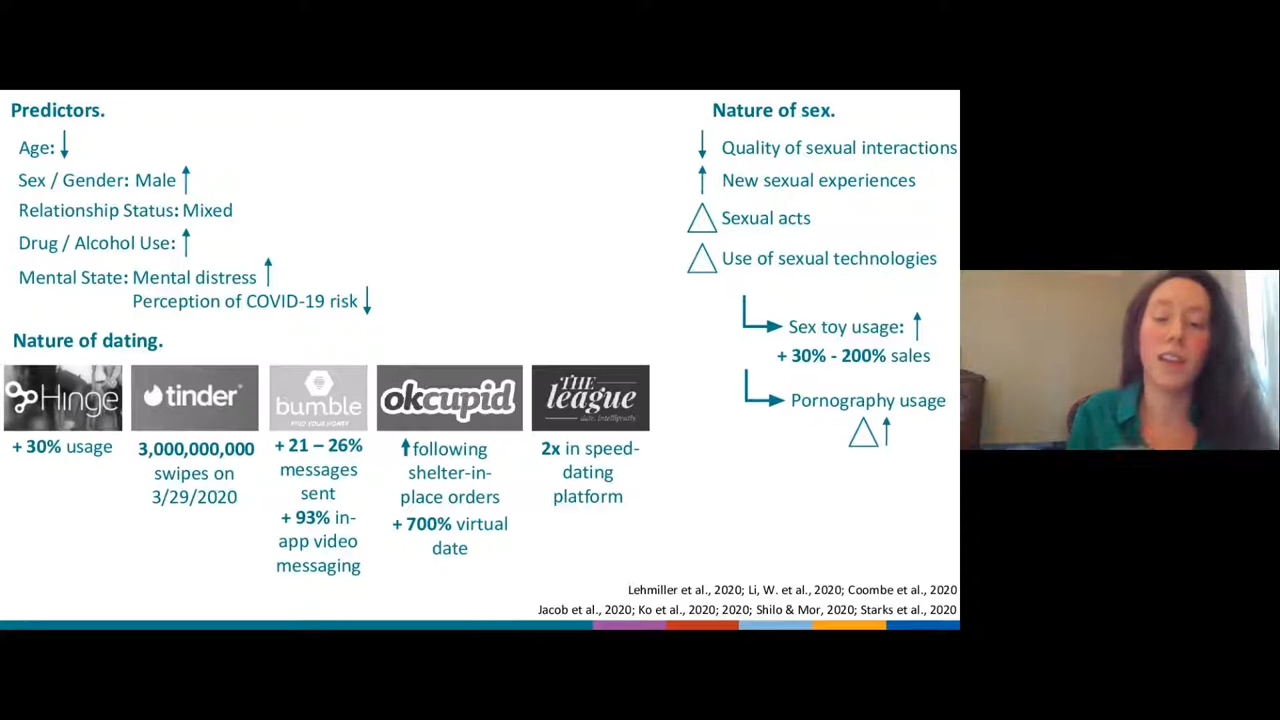 Predictors.
Age:
Sex / Gender: Male
Relationship Status: Mixed
Drug / Alcohol Use:
Mental State: Mental distress
Perception of COVID-19 risk
Nature of dating.
Hinge
tinder
bumble
FIND YOUR HONEY
okcupid
THE
league
date. intelligently.
+ 30% usage
3,000,000,000
swipes on
3/29/2020
+ 21 – 26%
messages
sent
+ 93% in-
app video
messaging
following
shelter-in-
place orders
+ 700% virtual
date
2x in speed-
dating
platform
Nature of sex.
Quality of sexual interactions
New sexual experiences
Sexual acts
Use of sexual technologies
Sex toy usage:
+ 30% - 200% sales
Pornography usage
Lehmiller et al., 2020; Li, W. et al., 2020; Coombe et al., 2020
Jacob et al., 2020; Ko et al., 2020; 2020; Shilo & Mor, 2020; Starks et al., 2020